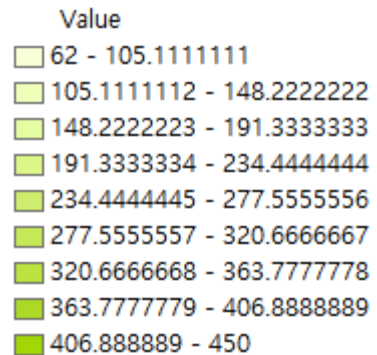 Value
62 - 105.1111111
105.1111112 - 148.2222222
148.2222223 - 191.3333333
191.3333334 - 234.4444444
234.4444445 - 277.5555556
277.5555557 - 320.6666667
320.6666668 - 363.7777778
363.7777779 - 406.8888889
406.888889 - 450